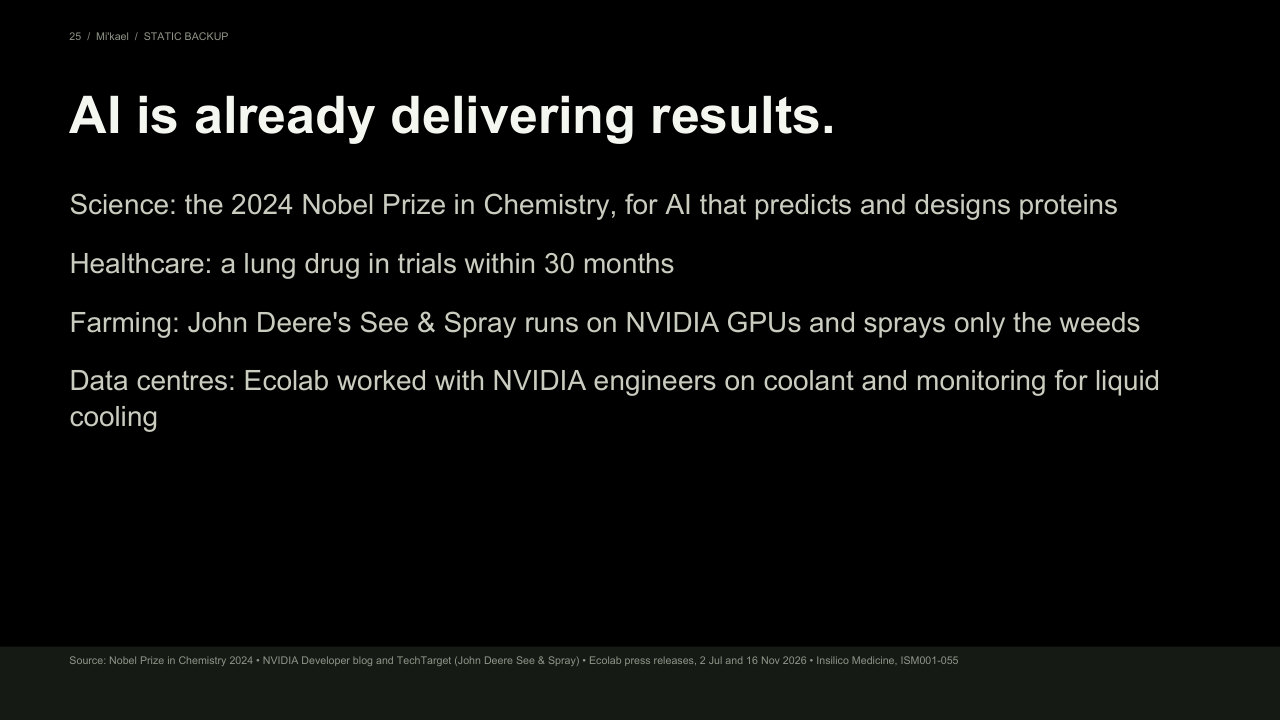 25 / Mi'kael / STATIC BACKUP
AI is already delivering results.
Science: the 2024 Nobel Prize in Chemistry, for AI that predicts and designs proteins
Healthcare: a lung drug in trials within 30 months
Farming: John Deere's See & Spray runs on NVIDIA GPUs and sprays only the weeds
Data centres: Ecolab worked with NVIDIA engineers on coolant and monitoring for liquid
cooling
Source: Nobel Prize in Chemistry 2024 • NVIDIA Developer blog and TechTarget (John Deere See & Spray) • Ecolab press releases, 2 Jul and 16 Nov 2026 • Insilico Medicine, ISM001-055